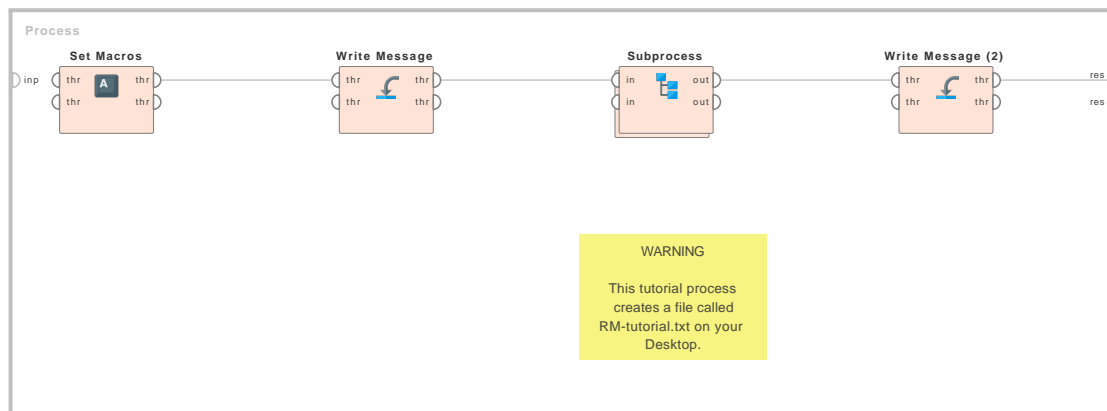 Process
Set Macros
Write Message
Subprocess
Write Message (2)
inp
thr
A
thr
thr
thr
in
out
thr
thr
res
thr
thr
thr
thr
in
out
thr
thr
res
WARNING
This tutorial process
creates a file called
RM-tutorial.txt on your
Desktop.